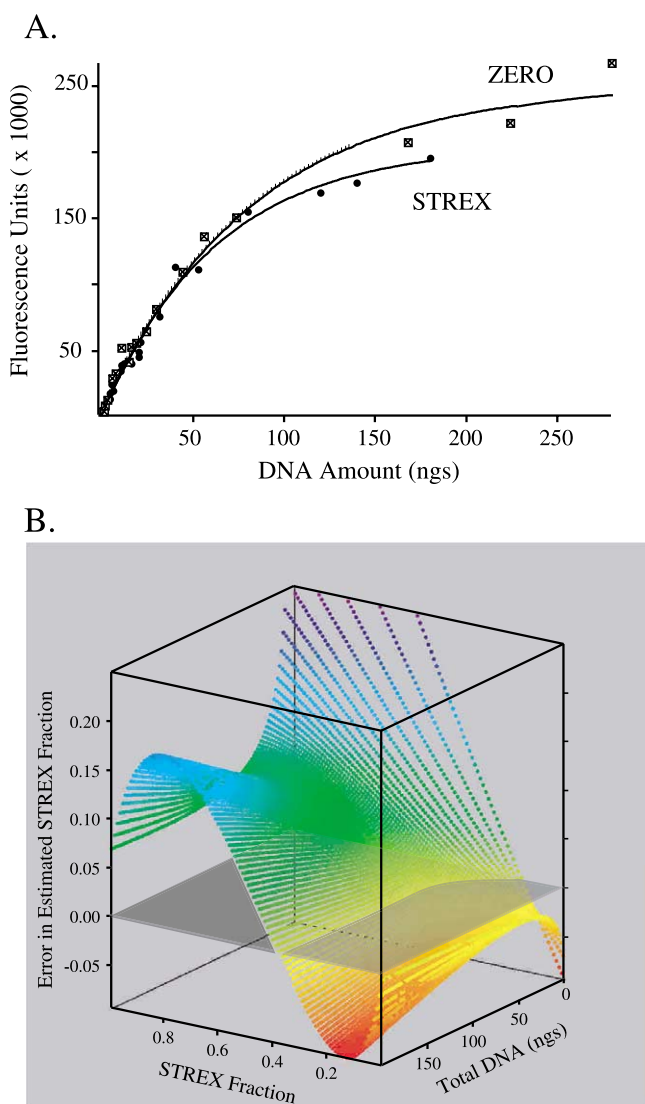 A.
Fluorescence Units ( x 1000)
250
150
50
ZERO
STREX
50 100 150 200 250
DNA Amount (ngs)
B.
Error in Estimated STREX Fraction
0.20
0.15
0.10
0.05
0.00
-0.05
0.8 0.6 0.4 0.2
STREX Fraction
150 100 50 0
Total DNA (ngs)